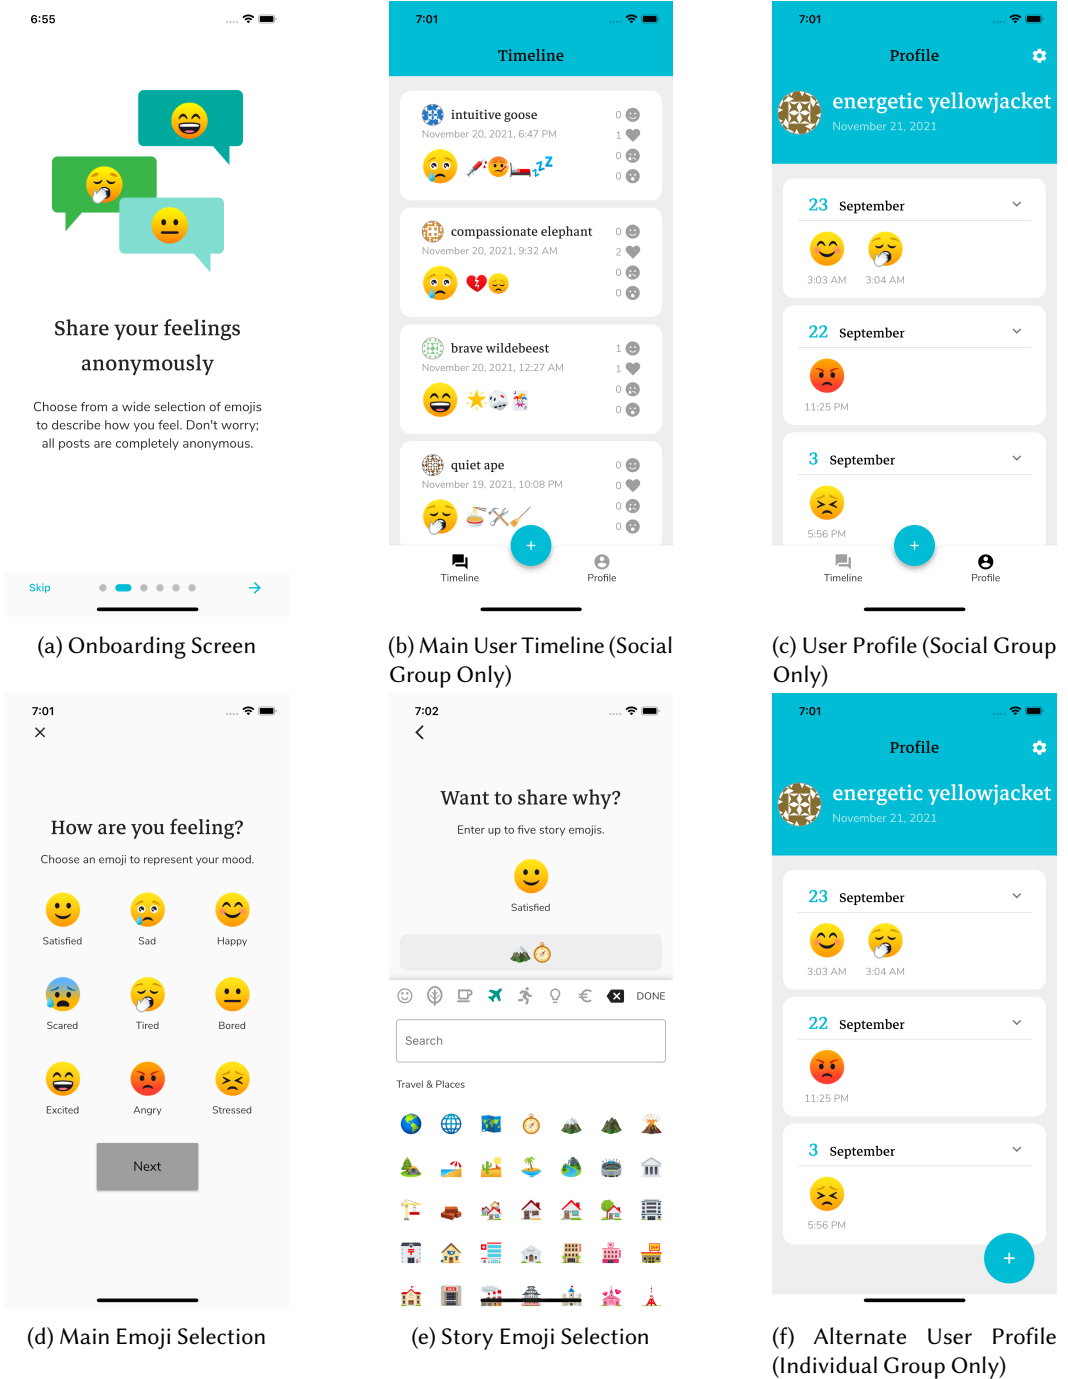 6:55
Share your feelings
anonymously
Choose from a wide selection of emojis
to describe how you feel. Don't worry;
all posts are completely anonymous.
Skip
(a) Onboarding Screen
7:01
Timeline
intuitive goose
November 20, 2021, 6:47 PM
0
1
0
0
compassionate elephant
November 20, 2021, 9:32 AM
0
2
0
0
brave wildebeest
November 20, 2021, 12:27 AM
1
1
0
0
quiet ape
November 19, 2021, 10:08 PM
0
0
0
0
+
Timeline
Profile
(b) Main User Timeline (Social
Group Only)
7:01
Profile
energetic yellowjacket
November 21, 2021
23 September
3:03 AM 3:04 AM
22 September
11:25 PM
3 September
5:56 PM
+
Timeline
Profile
(c) User Profile (Social Group
Only)
7:01
How are you feeling?
Choose an emoji to represent your mood.
Satisfied Sad Happy
Scared Tired Bored
Excited Angry Stressed
Next
(d) Main Emoji Selection
7:02
Want to share why?
Enter up to five story emojis.
Satisfied
DONE
Search
Travel & Places
(e) Story Emoji Selection
7:01
Profile
energetic yellowjacket
November 21, 2021
23 September
3:03 AM 3:04 AM
22 September
11:25 PM
3 September
5:56 PM
+
(f) Alternate User Profile
(Individual Group Only)